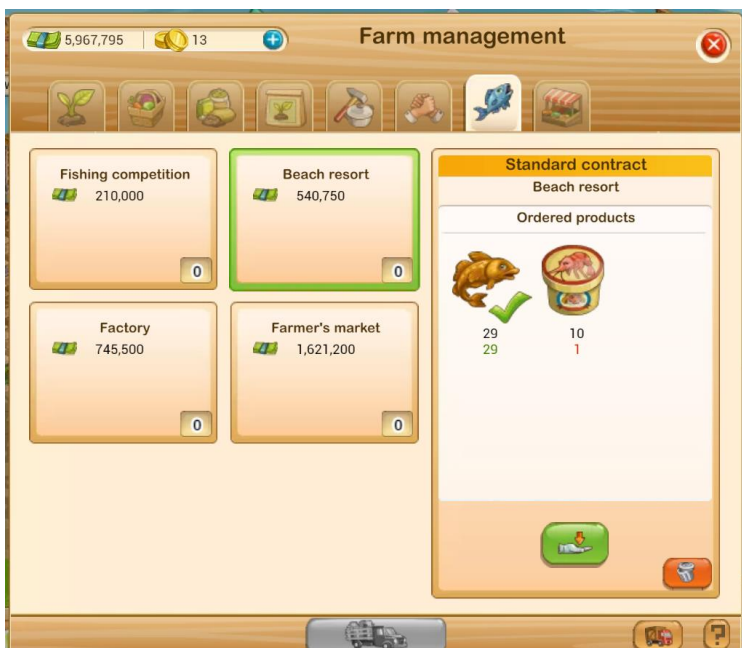 5,967,795
13
Farm management
Fishing competition
210,000
0
Beach resort
540,750
0
Factory
745,500
0
Farmer's market
1,621,200
0
Standard contract
Beach resort
Ordered products
29
29
10
1
?